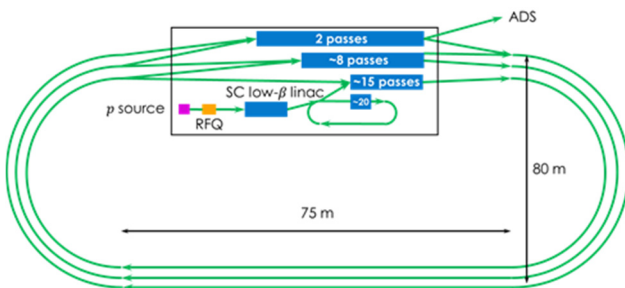 ADS
2 passes
~8 passes
~15 passes
SC low-β linac
~20
p source
RFQ
80 m
75 m